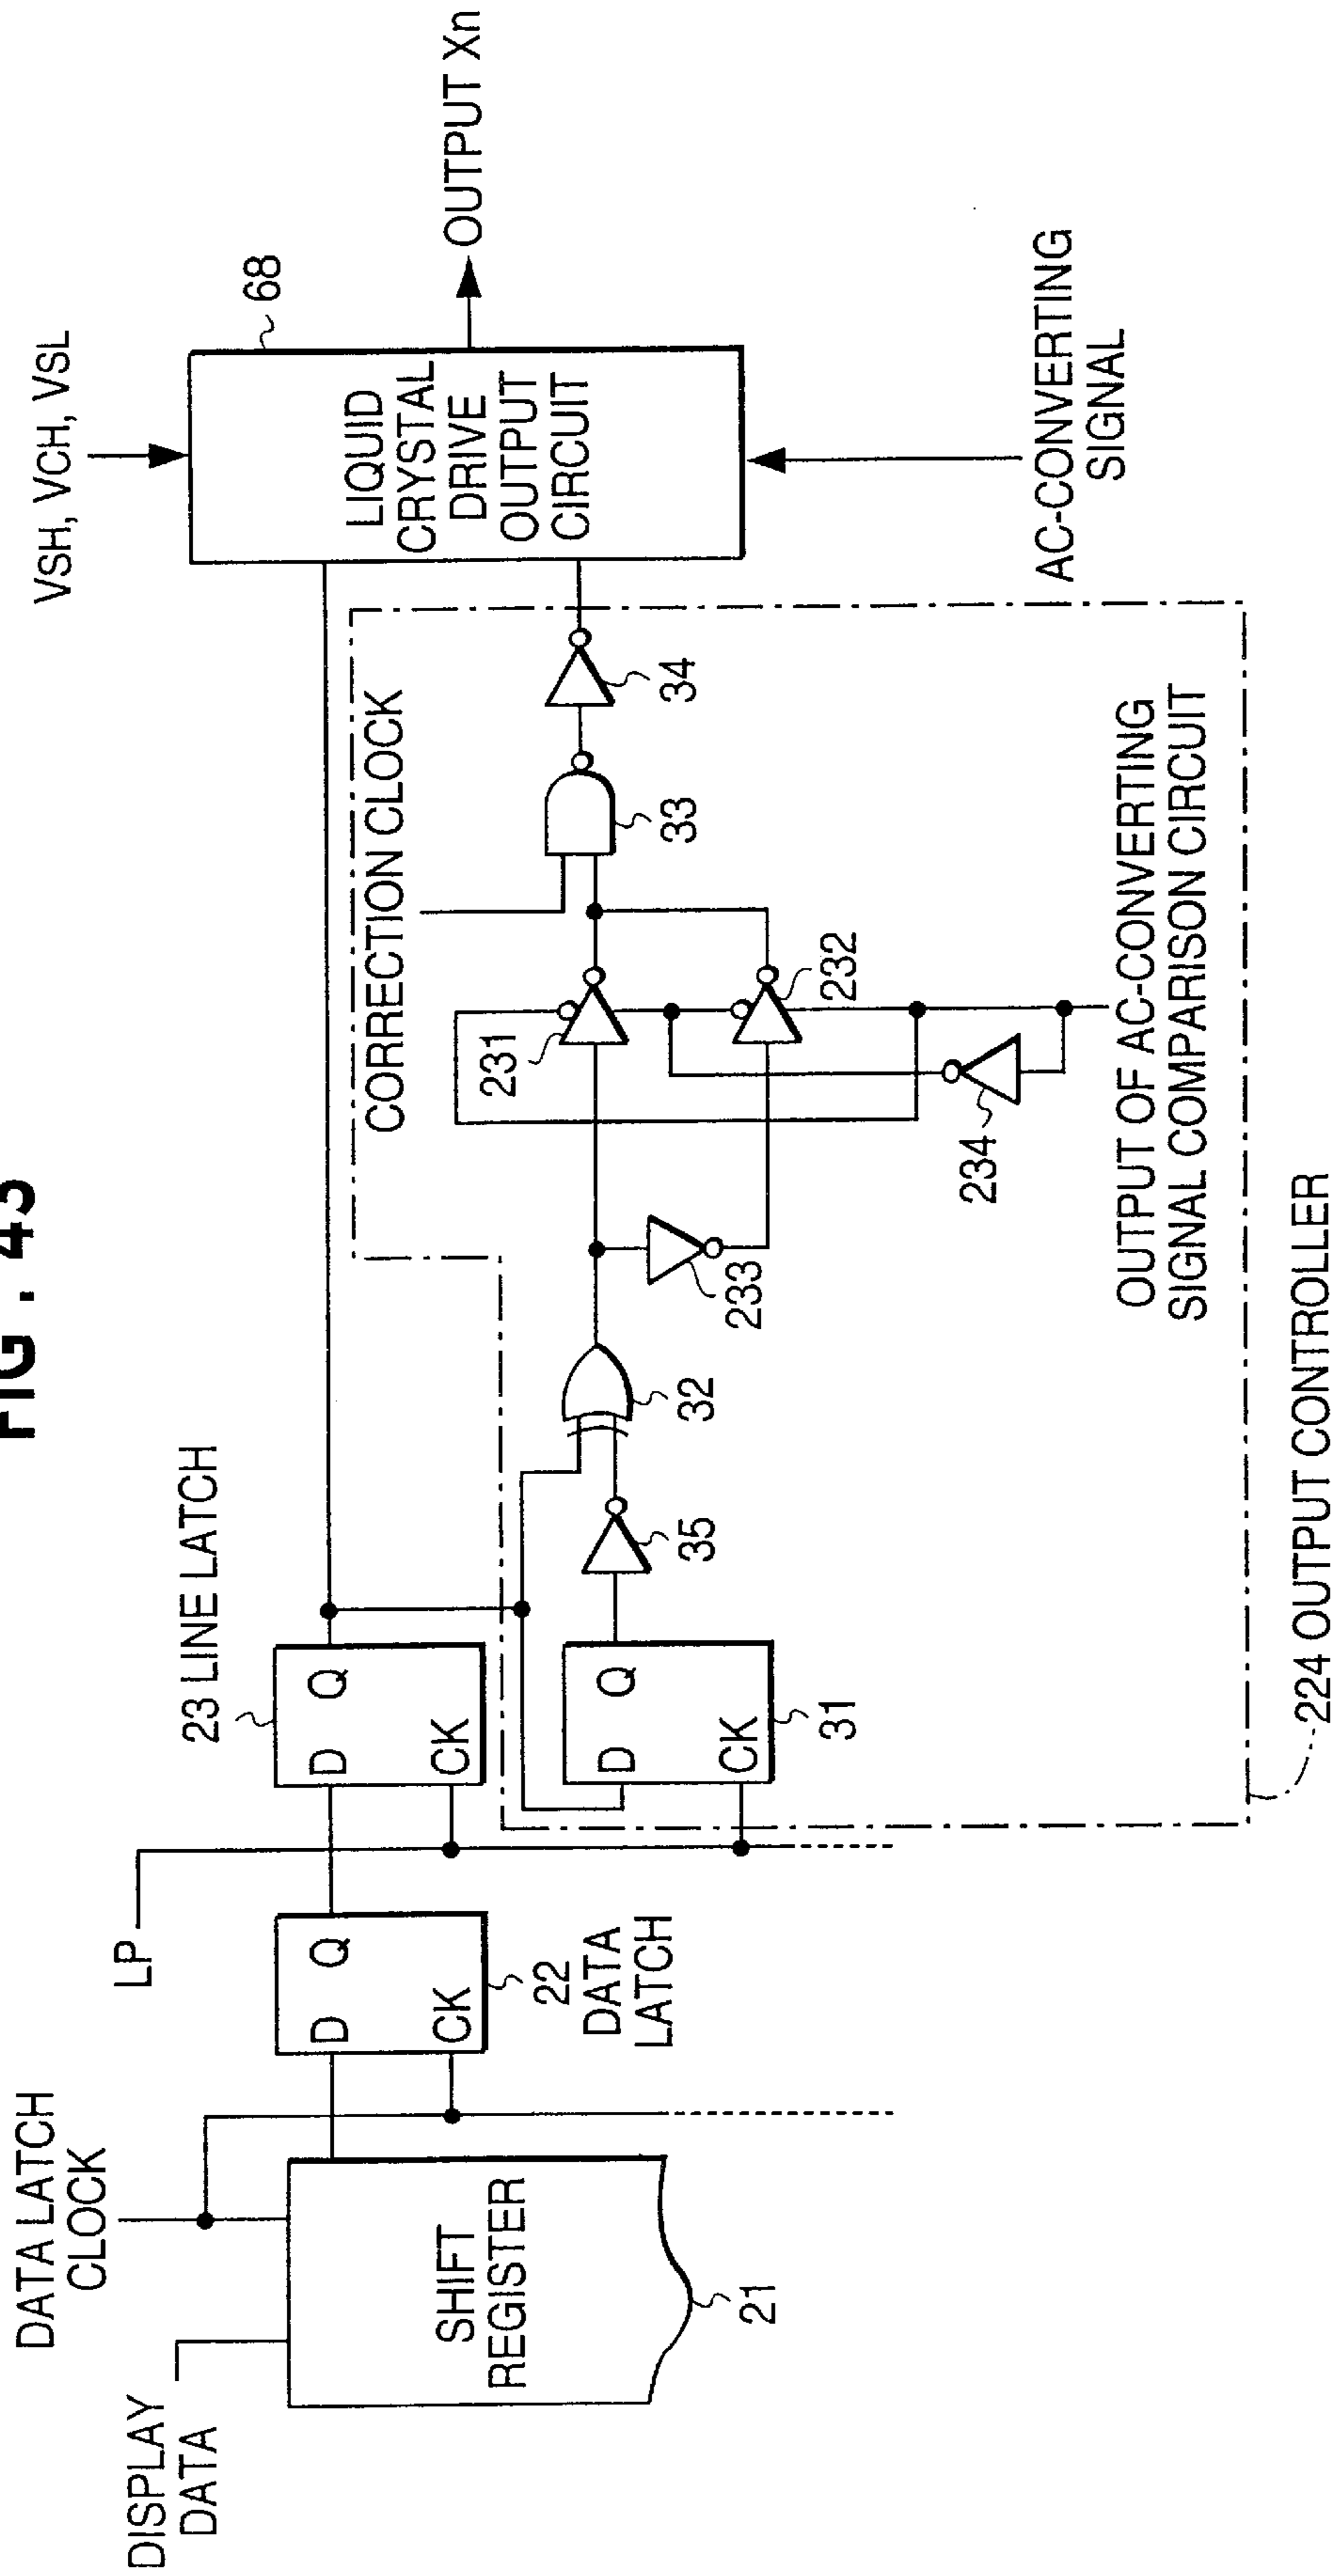 FIG. 43
DISPLAY
DATA
DATA LATCH
CLOCK
SHIFT
REGISTER
21
D Q
CK
22
DATA
LATCH
LP
23 LINE LATCH
D Q
CK
D Q
CK
31
35
32
233
231
232
234
CORRECTION CLOCK
33
34
OUTPUT OF AC-CONVERTING
SIGNAL COMPARISON CIRCUIT
224 OUTPUT CONTROLLER
VSH, VCH, VSL
68
LIQUID
CRYSTAL
DRIVE
OUTPUT
CIRCUIT
OUTPUT Xn
AC-CONVERTING
SIGNAL